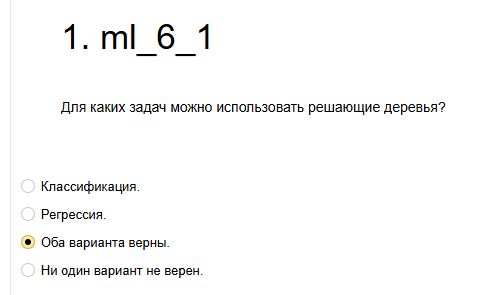 1. ml_6_1
Для каких задач можно использовать решающие деревья?
Классификация.
Регрессия.
Оба варианта верны.
Ни один вариант не верен.